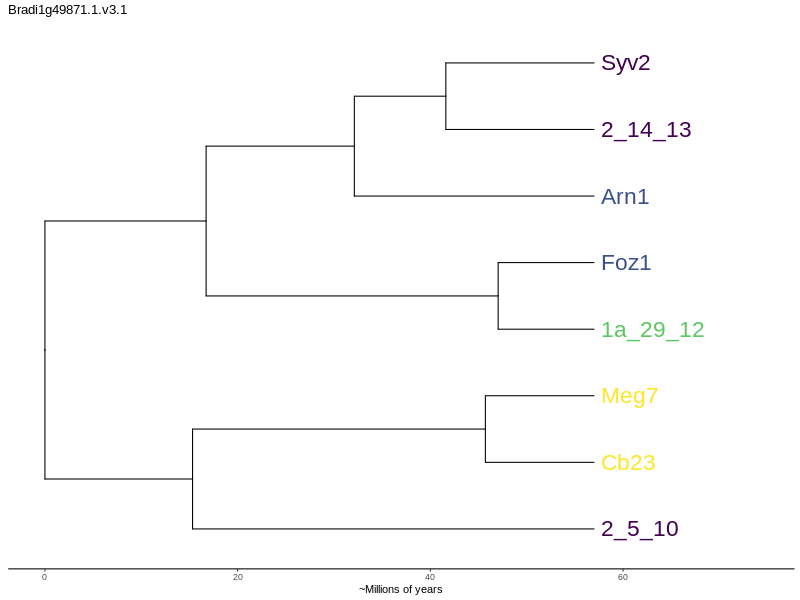 Bradi1g49871.1.v3.1
Syv2
2_14_13
Arn1
Foz1
1a_29_12
Meg7
Cb23
2_5_10
0 20 40 60
~Millions of years